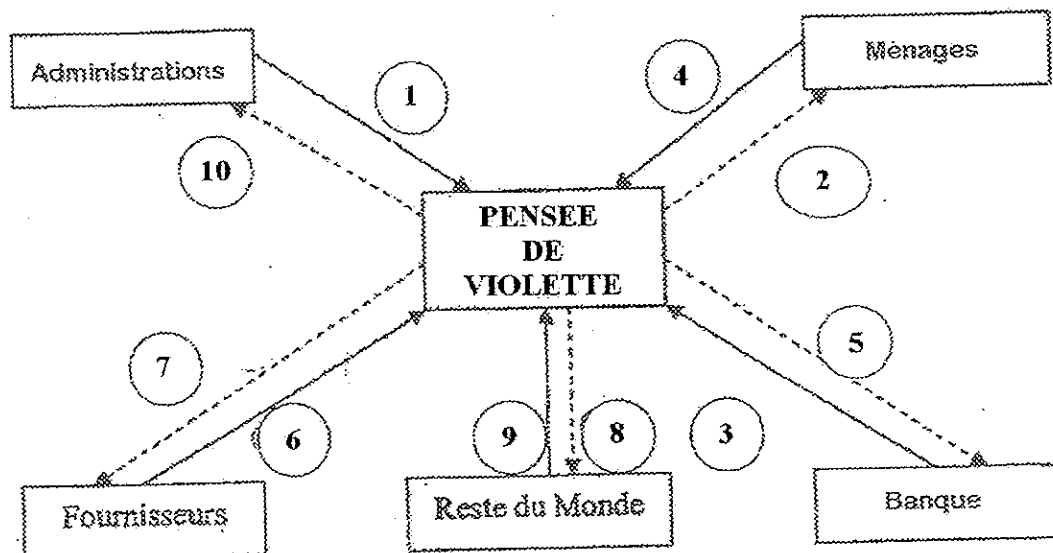 Administrations
Ménages
1
4
10
2
PENSEE
DE
VIOLETTE
7
5
6
9
8
3
Fournisseurs
Reste du Monde
Banque